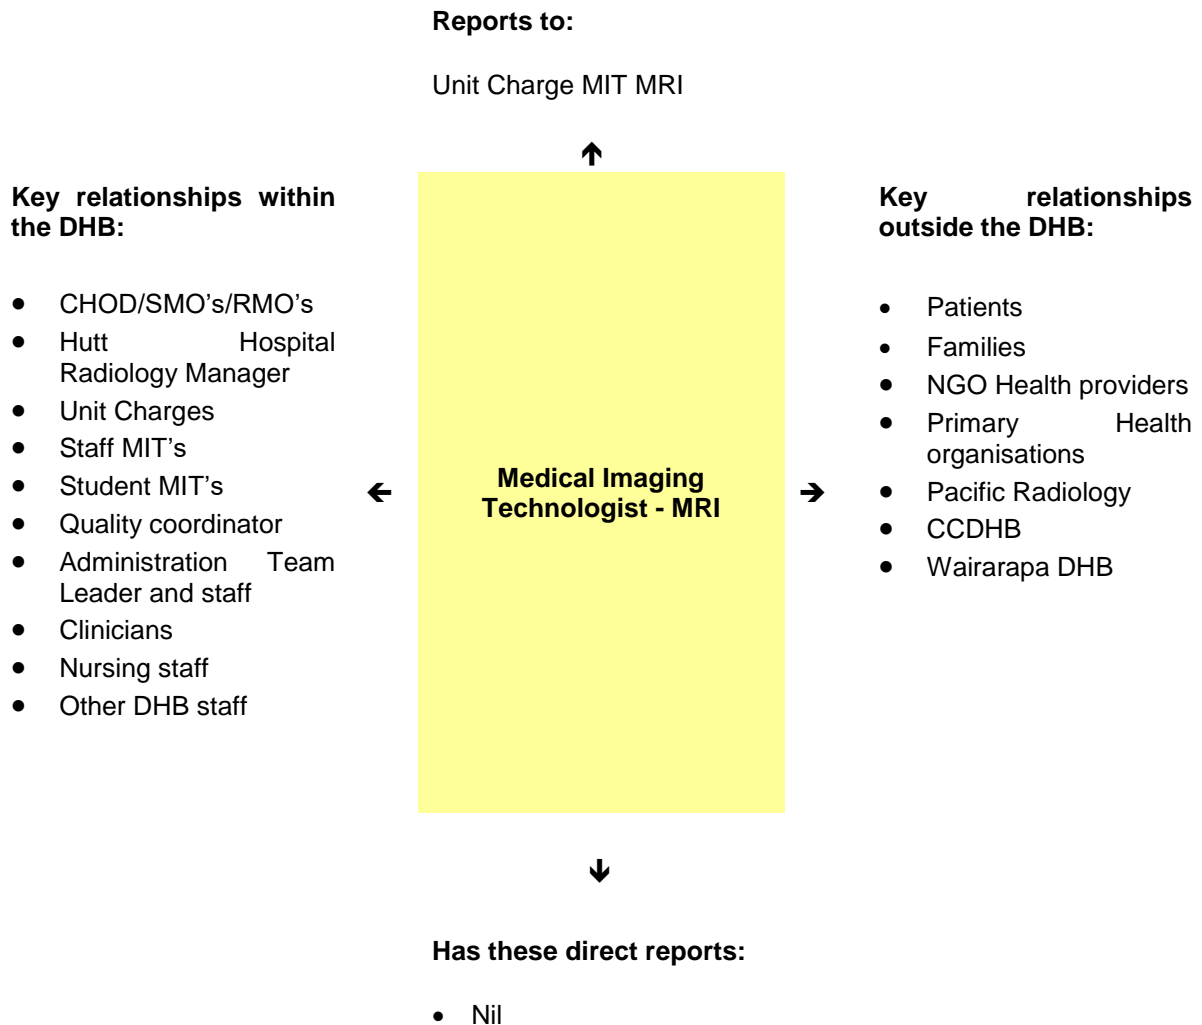 Reports to:
Unit Charge MIT MRI
🡩
Key relationships within
the DHB:
• CHOD/SMO’s/RMO’s
• Hutt Hospital
Radiology Manager
• Unit Charges
• Staff MIT’s
• Student MIT’s
• Quality coordinator
• Administration Team
Leader and staff
• Clinicians
• Nursing staff
• Other DHB staff
🡨
Medical Imaging
Technologist - MRI
🡪
Key relationships
outside the DHB:
• Patients
• Families
• NGO Health providers
• Primary Health
organisations
• Pacific Radiology
• CCDHB
• Wairarapa DHB
🡫
Has these direct reports:
• Nil